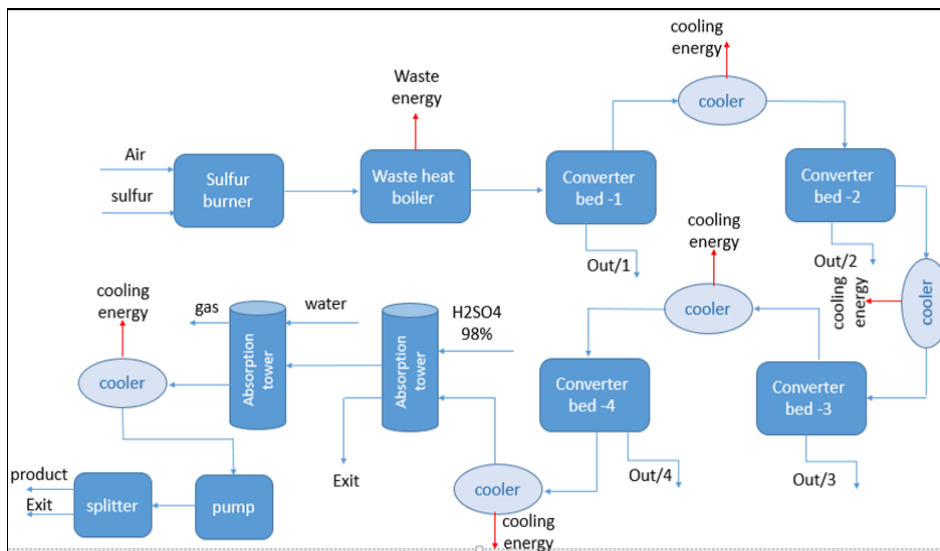 cooling
energy
cooler
Waste
energy
Air
sulfur
Sulfur
burner
Waste heat
boiler
Converter
bed -1
Converter
bed -2
Out/1
Out/2
cooling
energy
cooler
cooling
energy
cooler
cooling
energy
cooler
gas
water
H2SO4
98%
Absorption
tower
Absorption
tower
Converter
bed -4
Converter
bed -3
Exit
Out/4
Out/3
cooler
cooling
energy
product
Exit
splitter
pump